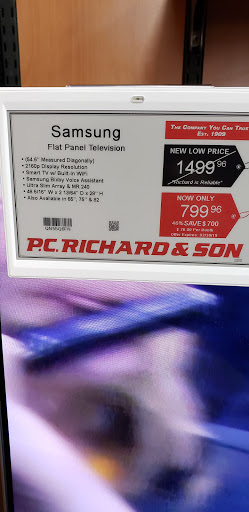 Samsung
Flat Panel Television
• (54.6" Measured Diagonally)
• 2160p Display Resolution
• Smart TV w/ Built-In WiFi
• Samsung Bixby Voice Assistant
• Ultra Slim Array & MR 240
• Also Available in 65", 75" & 82
THE COMPANY YOU CAN TRUST
EST. 1909
NEW LOW PRICE
1499.96
"Richard is Reliable"
NOW ONLY
799.96
SAVE $ 700
P.C. RICHARD & SON